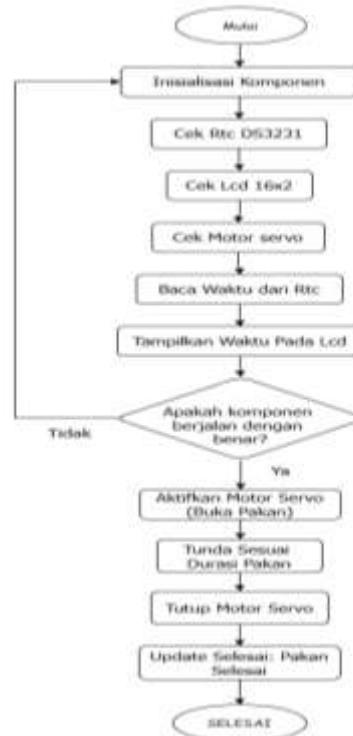 Mulai
Inisialisasi Komponen
Cek Rtc DS3231
Cek Lcd 16x2
Cek Motor servo
Baca Waktu dari Rtc
Tampilkan Waktu Pada Lcd
Apakah komponen
berjalan dengan
benar?
Tidak
Ya
Aktifkan Motor Servo
(Buka Pakan)
Tunda Sesuai
Durasi Pakan
Tutup Motor Servo
Update Selesai: Pakan
Selesai
SELESAI